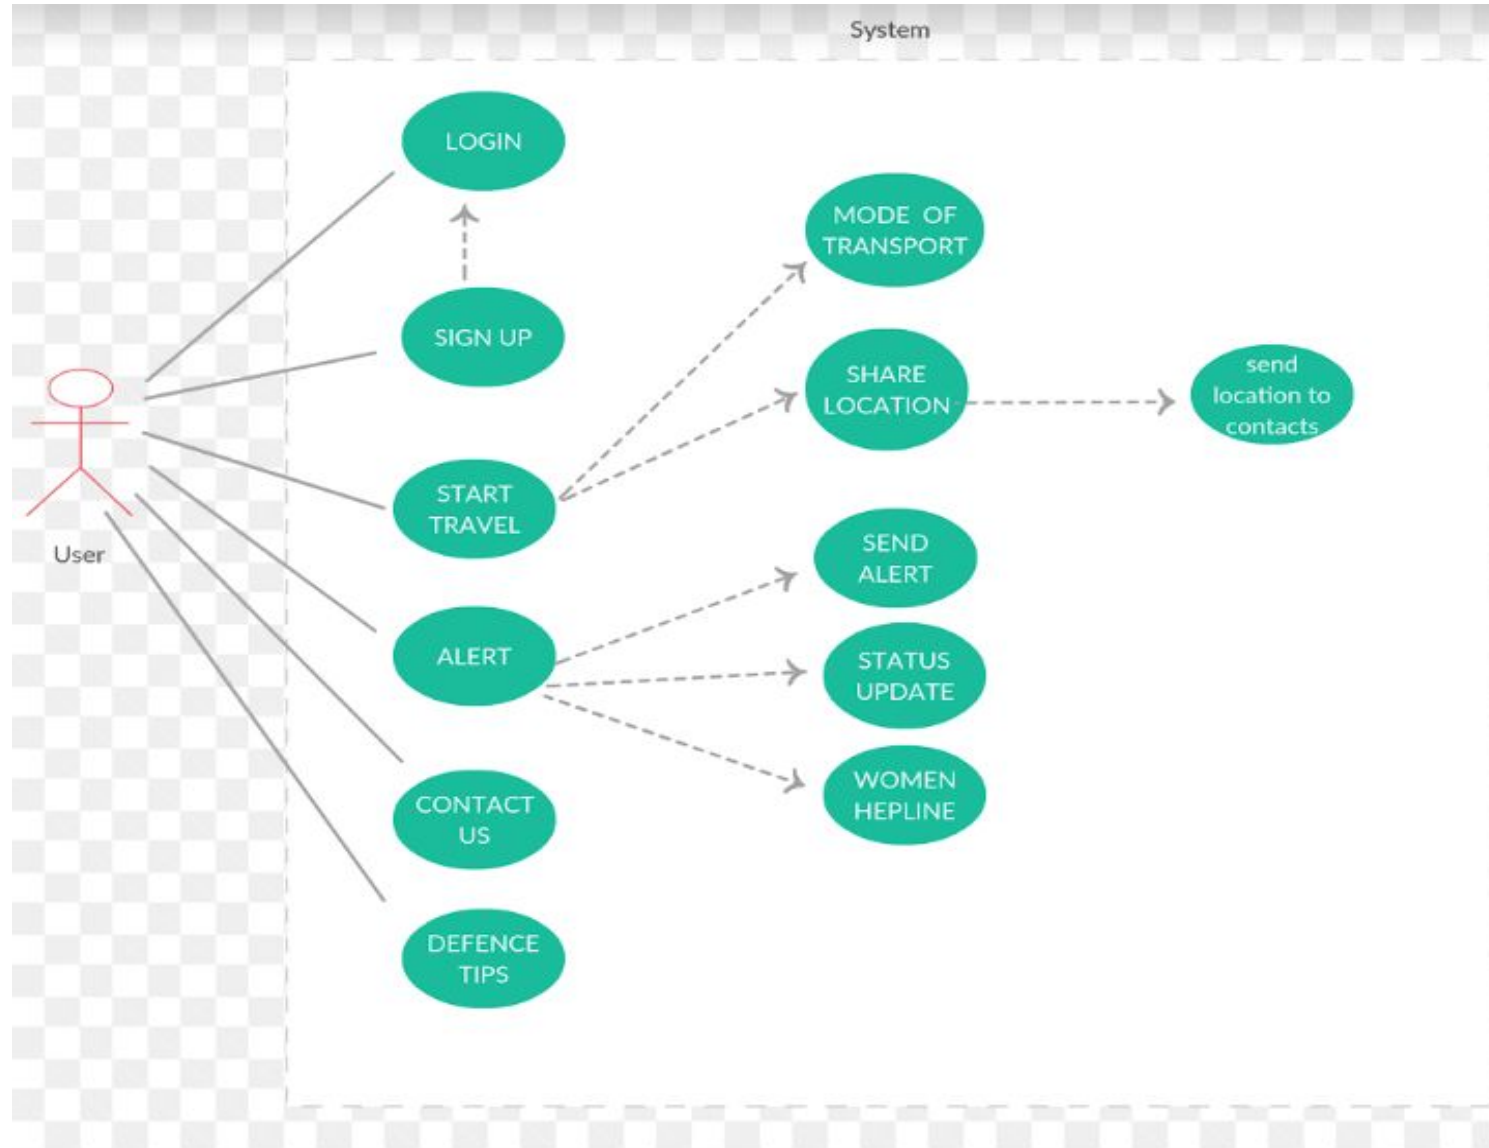 System
LOGIN
MODE OF
TRANSPORT
SIGN UP
SHARE
LOCATION
send
location to
contacts
START
TRAVEL
User
SEND
ALERT
ALERT
STATUS
UPDATE
WOMEN
HEPLINE
CONTACT
US
DEFENCE
TIPS